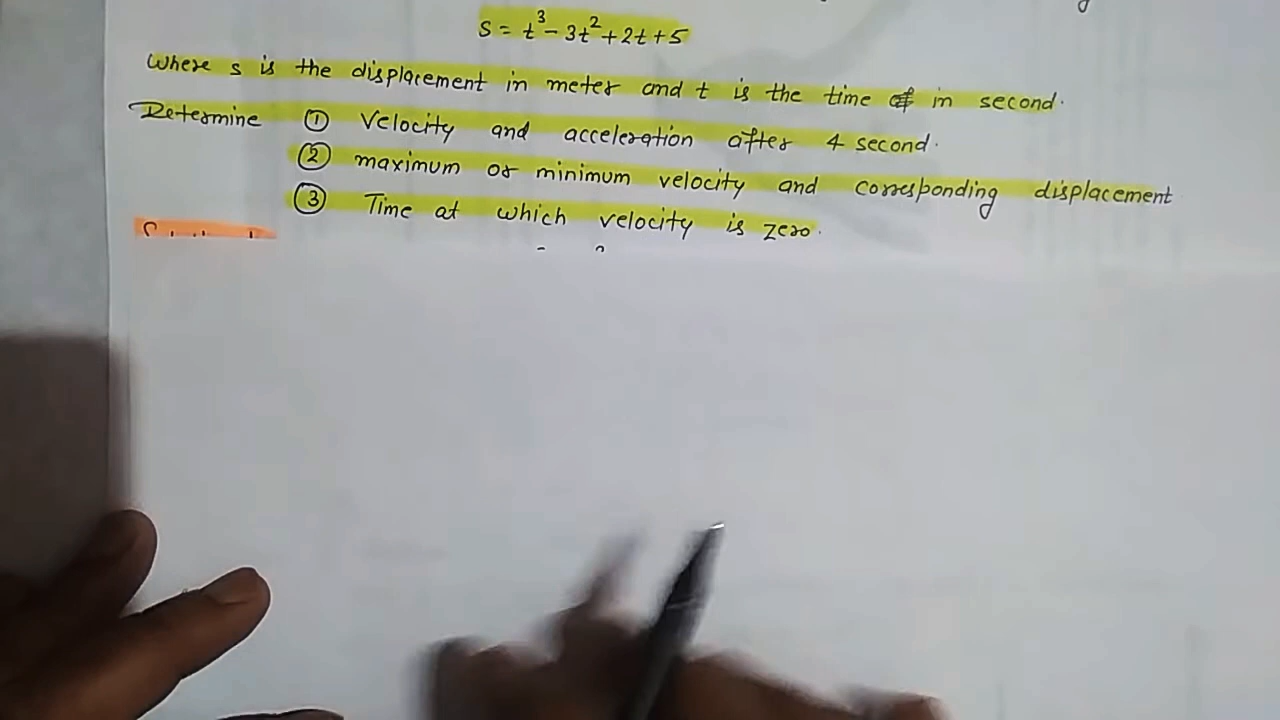 S = t³ - 3t² + 2t + 5
where s is the displacement in meter and t is the time in second.
Determine ① Velocity and acceleration after 4 second.
② maximum or minimum velocity and corresponding displacement
③ Time at which velocity is zero.